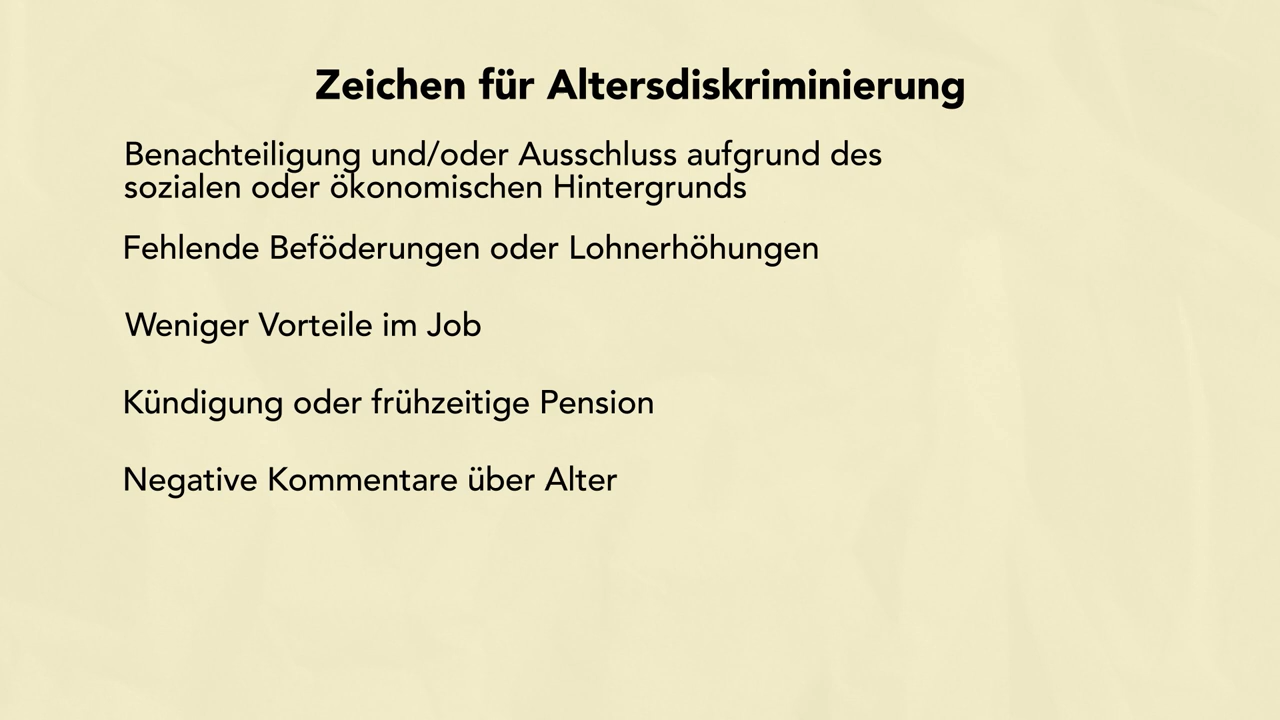 Zeichen für Altersdiskriminierung
Benachteiligung und/oder Ausschluss aufgrund des
sozialen oder ökonomischen Hintergrunds
Fehlende Beföderungen oder Lohnerhöhungen
Weniger Vorteile im Job
Kündigung oder frühzeitige Pension
Negative Kommentare über Alter